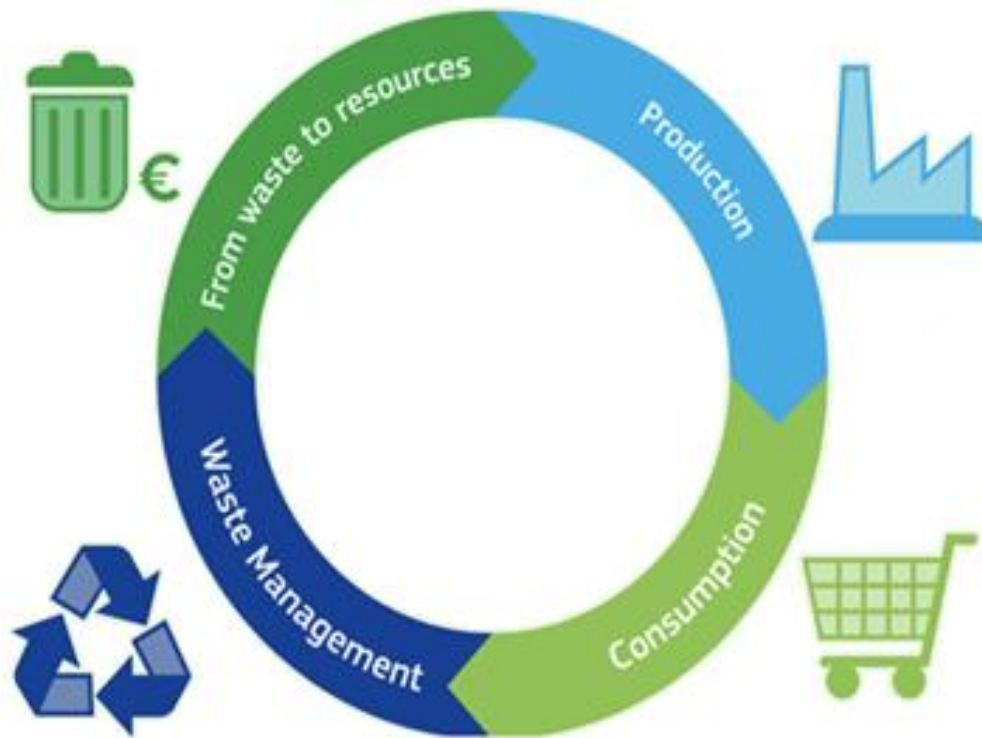 From waste to resources
€
Production
Consumption
Waste Management